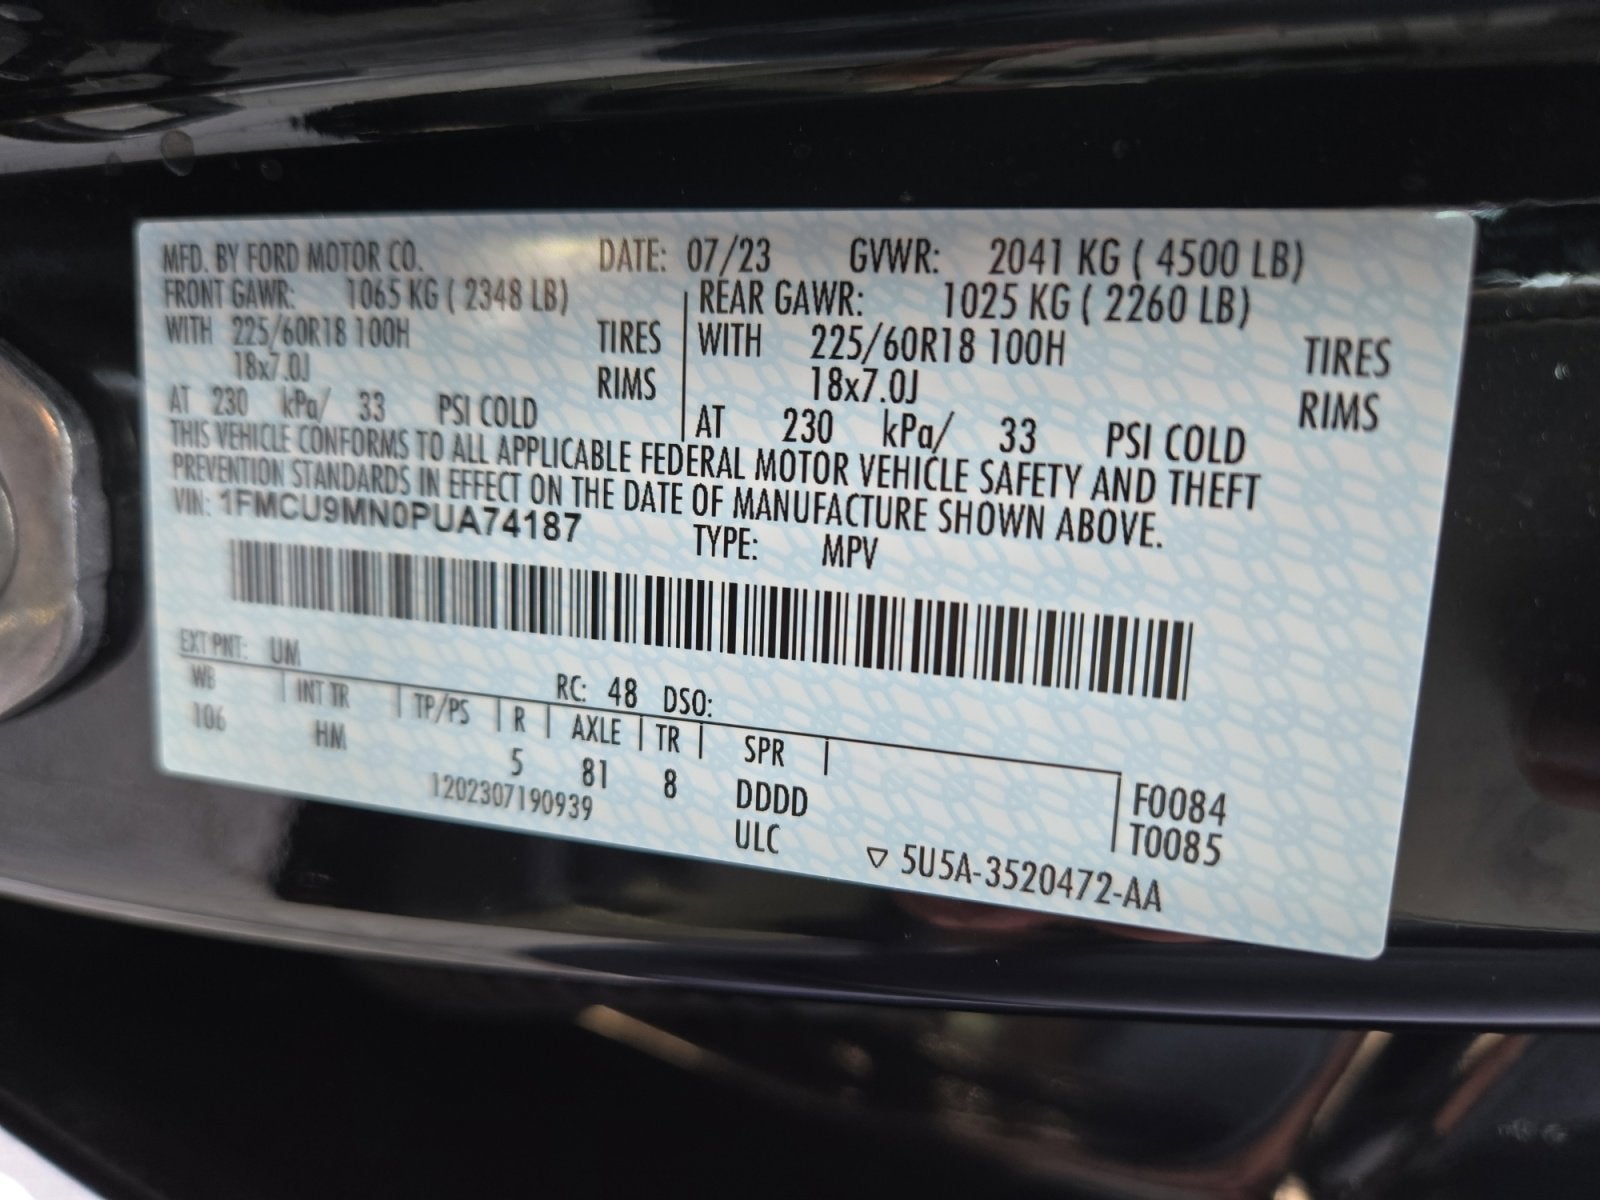 MFD. BY FORD MOTOR CO. DATE: 07/23 GVWR: 2041 KG ( 4500 LB)
FRONT GAWR: 1065 KG ( 2348 LB) REAR GAWR: 1025 KG ( 2260 LB)
WITH 225/60R18 100H TIRES WITH 225/60R18 100H TIRES
18x7.0J RIMS 18x7.0J RIMS
AT 230 kPa/ 33 PSI COLD AT 230 kPa/ 33 PSI COLD
THIS VEHICLE CONFORMS TO ALL APPLICABLE FEDERAL MOTOR VEHICLE SAFETY AND THEFT
PREVENTION STANDARDS IN EFFECT ON THE DATE OF MANUFACTURE SHOWN ABOVE.
VIN: 1FMCU9MN0PUA74187 TYPE: MPV
EXT PNT: UM RC: 48 DSO:
WB INT TR TP/PS R AXLE TR SPR
106 HM 5 81 8 DDDD F0084
1202307190939 ULC T0085
▽ 5U5A-3520472-AA